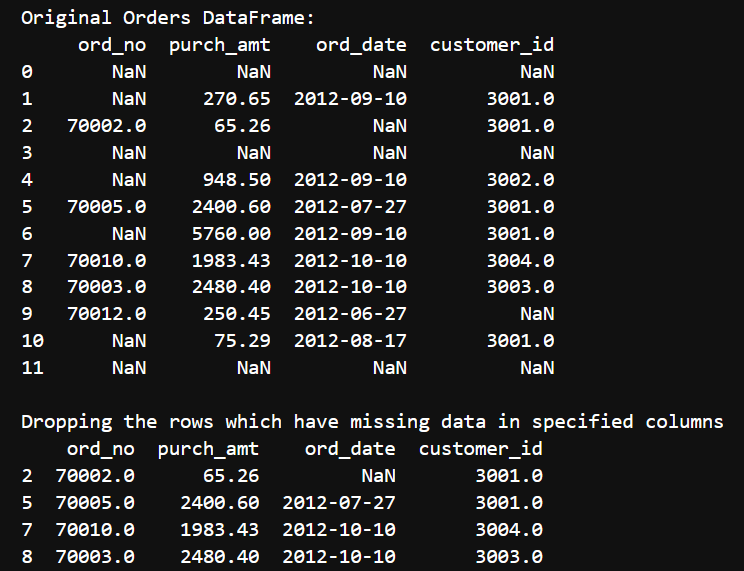 Original Orders DataFrame:
     ord_no  purch_amt    ord_date  customer_id
0       NaN        NaN         NaN          NaN
1       NaN     270.65  2012-09-10       3001.0
2   70002.0      65.26         NaN       3001.0
3       NaN        NaN         NaN          NaN
4       NaN     948.50  2012-09-10       3002.0
5   70005.0    2400.60  2012-07-27       3001.0
6       NaN    5760.00  2012-09-10       3001.0
7   70010.0    1983.43  2012-10-10       3004.0
8   70003.0    2480.40  2012-10-10       3003.0
9   70012.0     250.45  2012-06-27          NaN
10      NaN      75.29  2012-08-17       3001.0
11      NaN        NaN         NaN          NaN

Dropping the rows which have missing data in specified columns
    ord_no  purch_amt    ord_date  customer_id
2  70002.0      65.26         NaN       3001.0
5  70005.0    2400.60  2012-07-27       3001.0
7  70010.0    1983.43  2012-10-10       3004.0
8  70003.0    2480.40  2012-10-10       3003.0